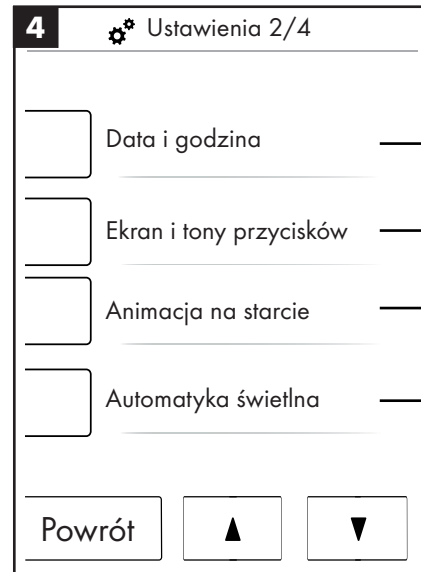 4
Ustawienia 2/4
Data i godzina
Ekran i tony przycisków
Animacja na starcie
Automatyka świetlna
Powrót